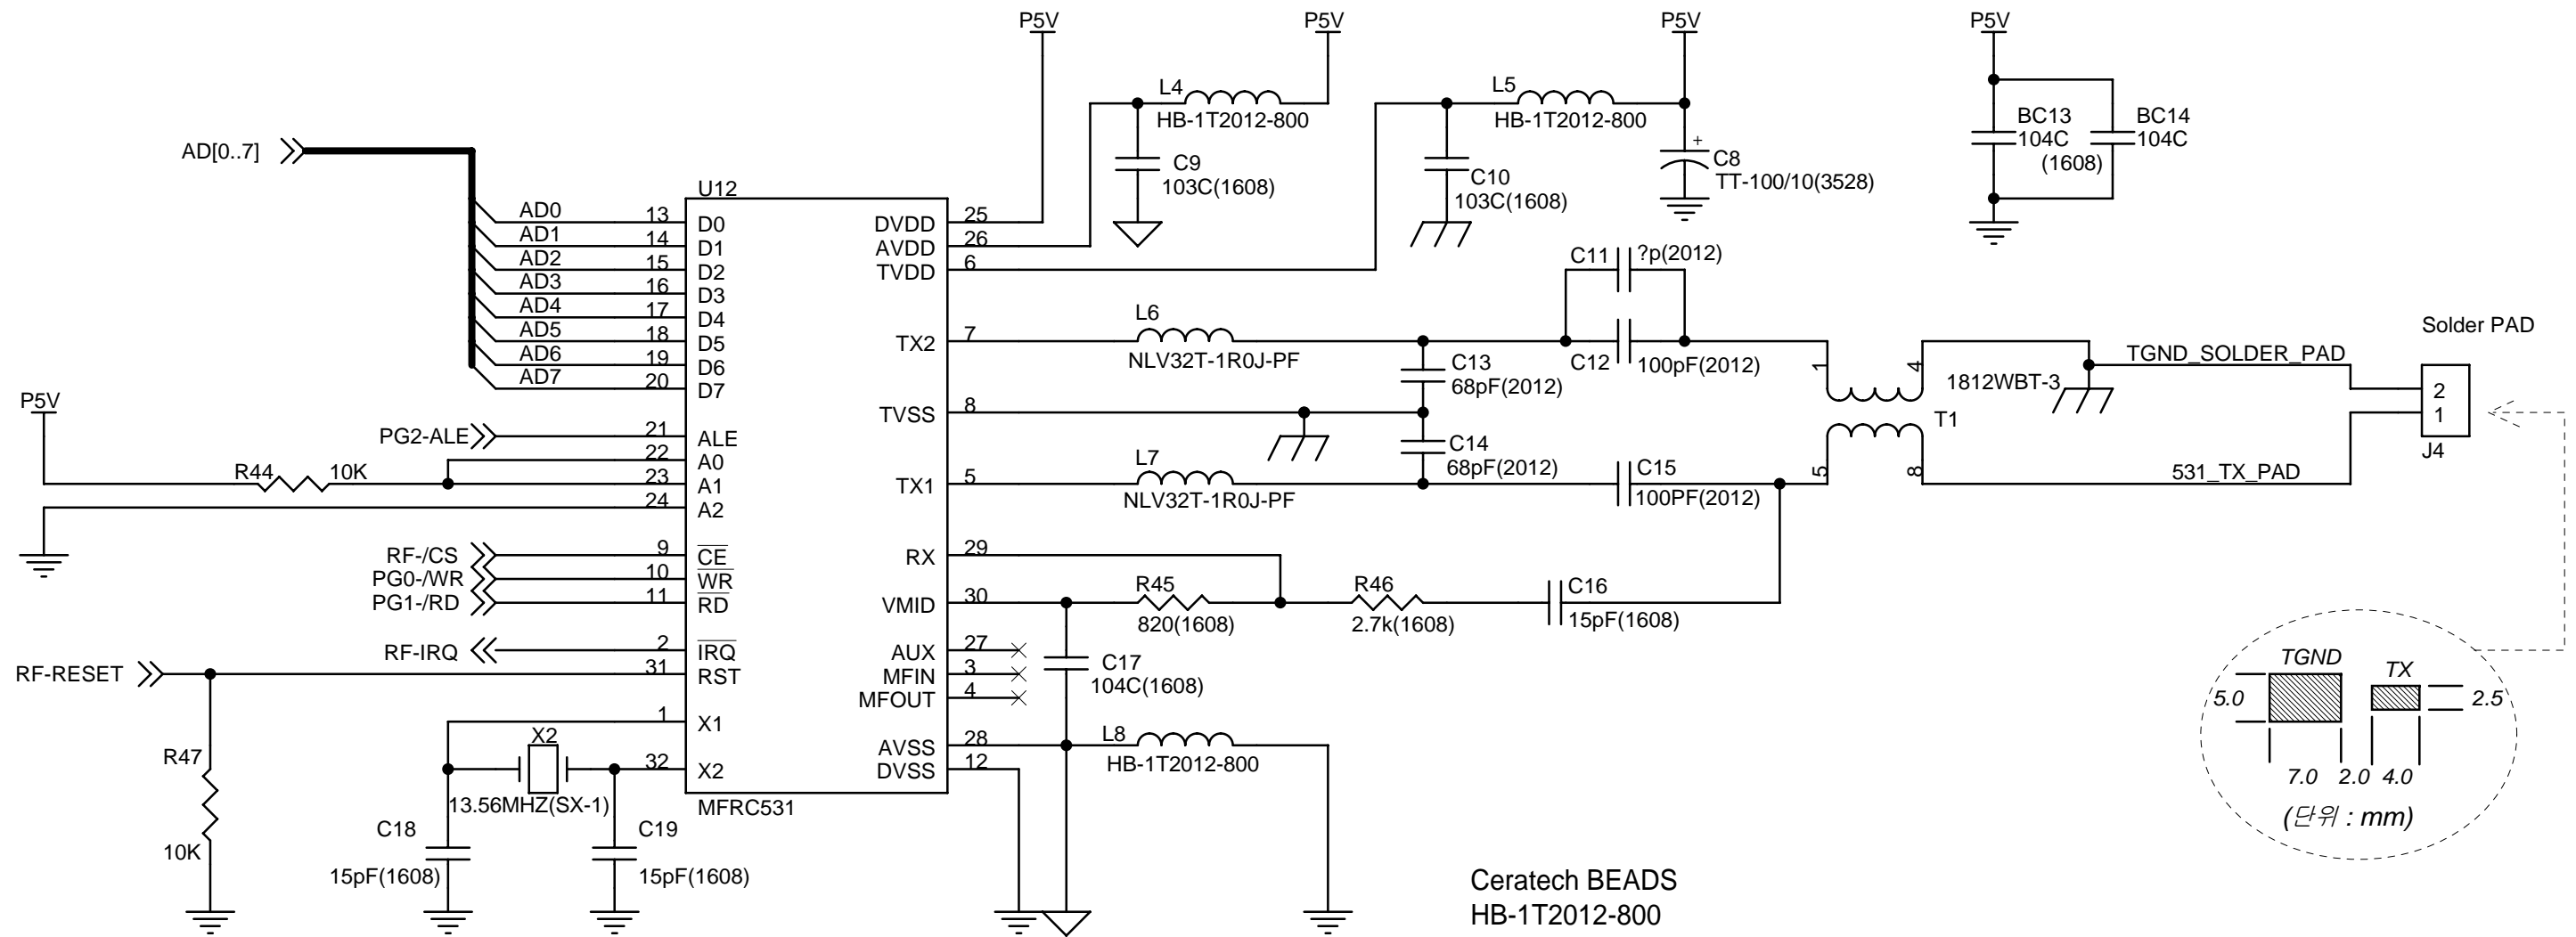 P5V
P5V
P5V
P5V
L4
HB-1T2012-800
L5
HB-1T2012-800
BC13
104C
(1608)
BC14
104C
AD[0..7]
C9
103C(1608)
C10
103C(1608)
+
C8
TT-100/10(3528)
U12
AD0 13 D0
AD1 14 D1
AD2 15 D2
AD3 16 D3
AD4 17 D4
AD5 18 D5
AD6 19 D6
AD7 20 D7
DVDD 25
AVDD 26
TVDD 6
C11 ?p(2012)
TX2 7
L6
NLV32T-1R0J-PF
C13
68pF(2012)
C12 100pF(2012)
1 4
1812WBT-3
T1
5 8
TGND_SOLDER_PAD
Solder PAD
2
1
J4
531_TX_PAD
P5V
PG2-ALE 21 ALE
22 A0
R44 10K 23 A1
24 A2
TVSS 8
C14
68pF(2012)
TX1 5
L7
NLV32T-1R0J-PF
C15
100PF(2012)
RF-/CS 9 CE
PG0-/WR 10 WR
PG1-/RD 11 RD
RX 29
VMID 30
R45
820(1608)
R46
2.7k(1608)
C16
15pF(1608)
RF-IRQ 2 IRQ
RF-RESET 31 RST
AUX 27
MFIN 3
MFOUT 4
C17
104C(1608)
1 X1
X2
32 X2
13.56MHZ(SX-1)
AVSS 28
DVSS 12
L8
HB-1T2012-800
MFRC531
R47
10K
C18
15pF(1608)
C19
15pF(1608)
TGND TX
5.0 2.5
7.0 2.0 4.0
(단위 : mm)
Ceratech BEADS
HB-1T2012-800